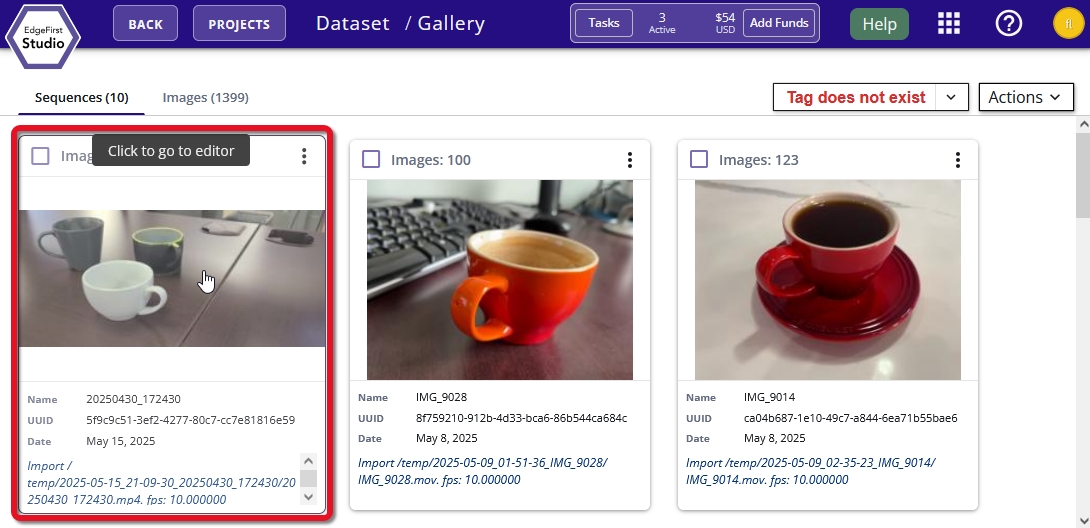 EdgeFirst
Studio
BACK
PROJECTS
Dataset / Gallery
Tasks
3
Active
$54
USD
Add Funds
Help
fl
Sequences (10)
Images (1399)
Tag does not exist
Actions
Click to go to editor
Name 20250430_172430
UUID 5f9c9c51-3ef2-4277-80c7-cc7e81816e59
Date May 15, 2025
Import /
temp/2025-05-15_21-09-30_20250430_172430/20
250430_172430.mp4. fps: 10.000000
Images: 100
Name IMG_9028
UUID 8f759210-912b-4d33-bca6-86b544ca684c
Date May 8, 2025
Import /temp/2025-05-09_01-51-36_IMG_9028/
IMG_9028.mov. fps: 10.000000
Images: 123
Name IMG_9014
UUID ca04b687-1e10-49c7-a844-6ea71b55bae6
Date May 8, 2025
Import /temp/2025-05-09_02-35-23_IMG_9014/
IMG_9014.mov. fps: 10.000000